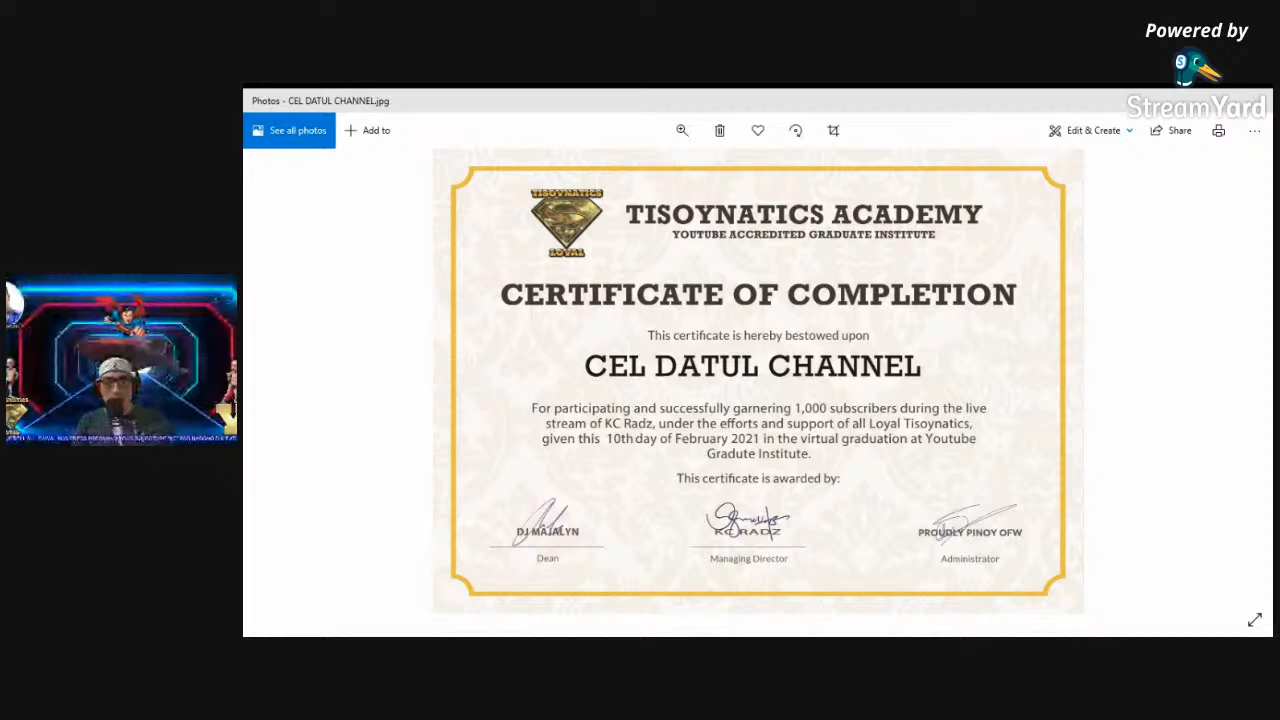 Powered by
StreamYard
Photos - CEL DATUL CHANNEL.jpg
See all photos
Add to
Edit & Create
Share
TISOYNATICS
LOYAL
TISOYNATICS ACADEMY
YOUTUBE ACCREDITED GRADUATE INSTITUTE
CERTIFICATE OF COMPLETION
This certificate is hereby bestowed upon
CEL DATUL CHANNEL
For participating and successfully garnering 1,000 subscribers during the live
stream of KC Radz, under the efforts and support of all Loyal Tisoynatics,
given this 10th day of February 2021 in the virtual graduation at Youtube
Gradute Institute.
This certificate is awarded by:
DJ MAJALYN
KC RADZ
PROUDLY PINOY OFW
Dean
Managing Director
Administrator